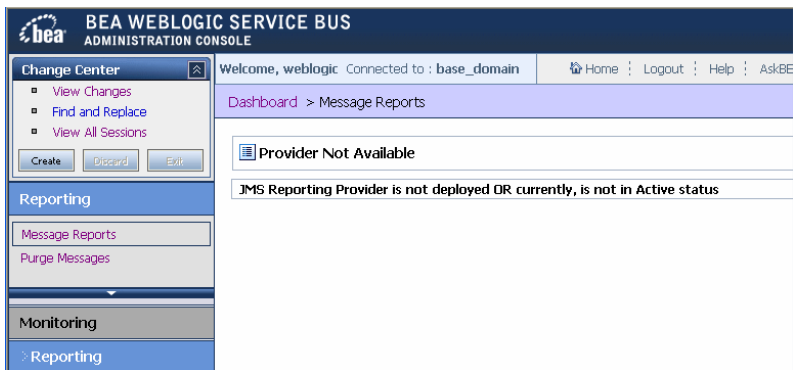 bea BEA WEBLOGIC SERVICE BUS
ADMINISTRATION CONSOLE
Change Center
View Changes
Find and Replace
View All Sessions
Create Discard Exit
Reporting
Message Reports
Purge Messages
Monitoring
> Reporting
Welcome, weblogic Connected to : base_domain
Home Logout Help AskBE
Dashboard > Message Reports
Provider Not Available
JMS Reporting Provider is not deployed OR currently, is not in Active status